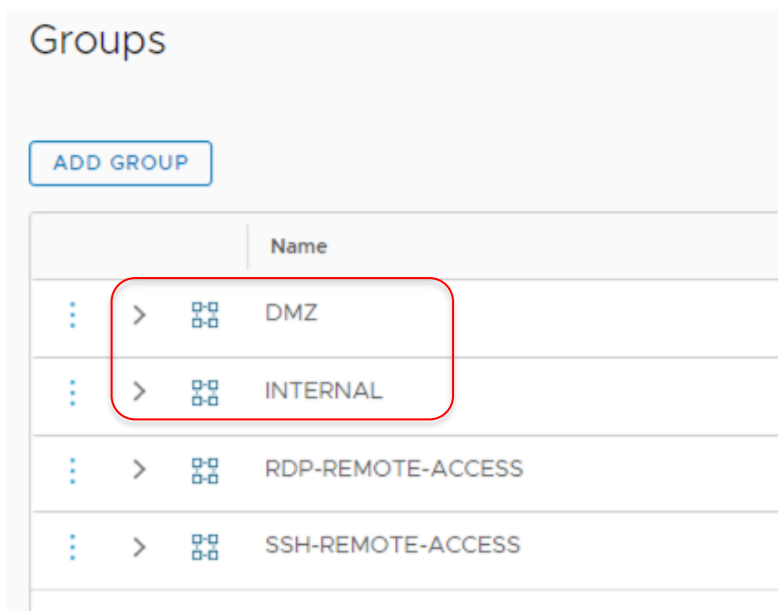 Groups
ADD GROUP
Name
DMZ
INTERNAL
RDP-REMOTE-ACCESS
SSH-REMOTE-ACCESS